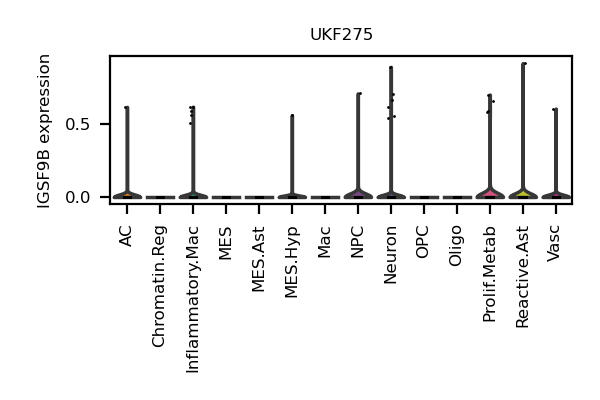 UKF275
IGSF9B expression
0.5
0.0
AC
Chromatin.Reg
Inflammatory.Mac
MES
MES.Ast
MES.Hyp
Mac
NPC
Neuron
OPC
Oligo
Prolif.Metab
Reactive.Ast
Vasc